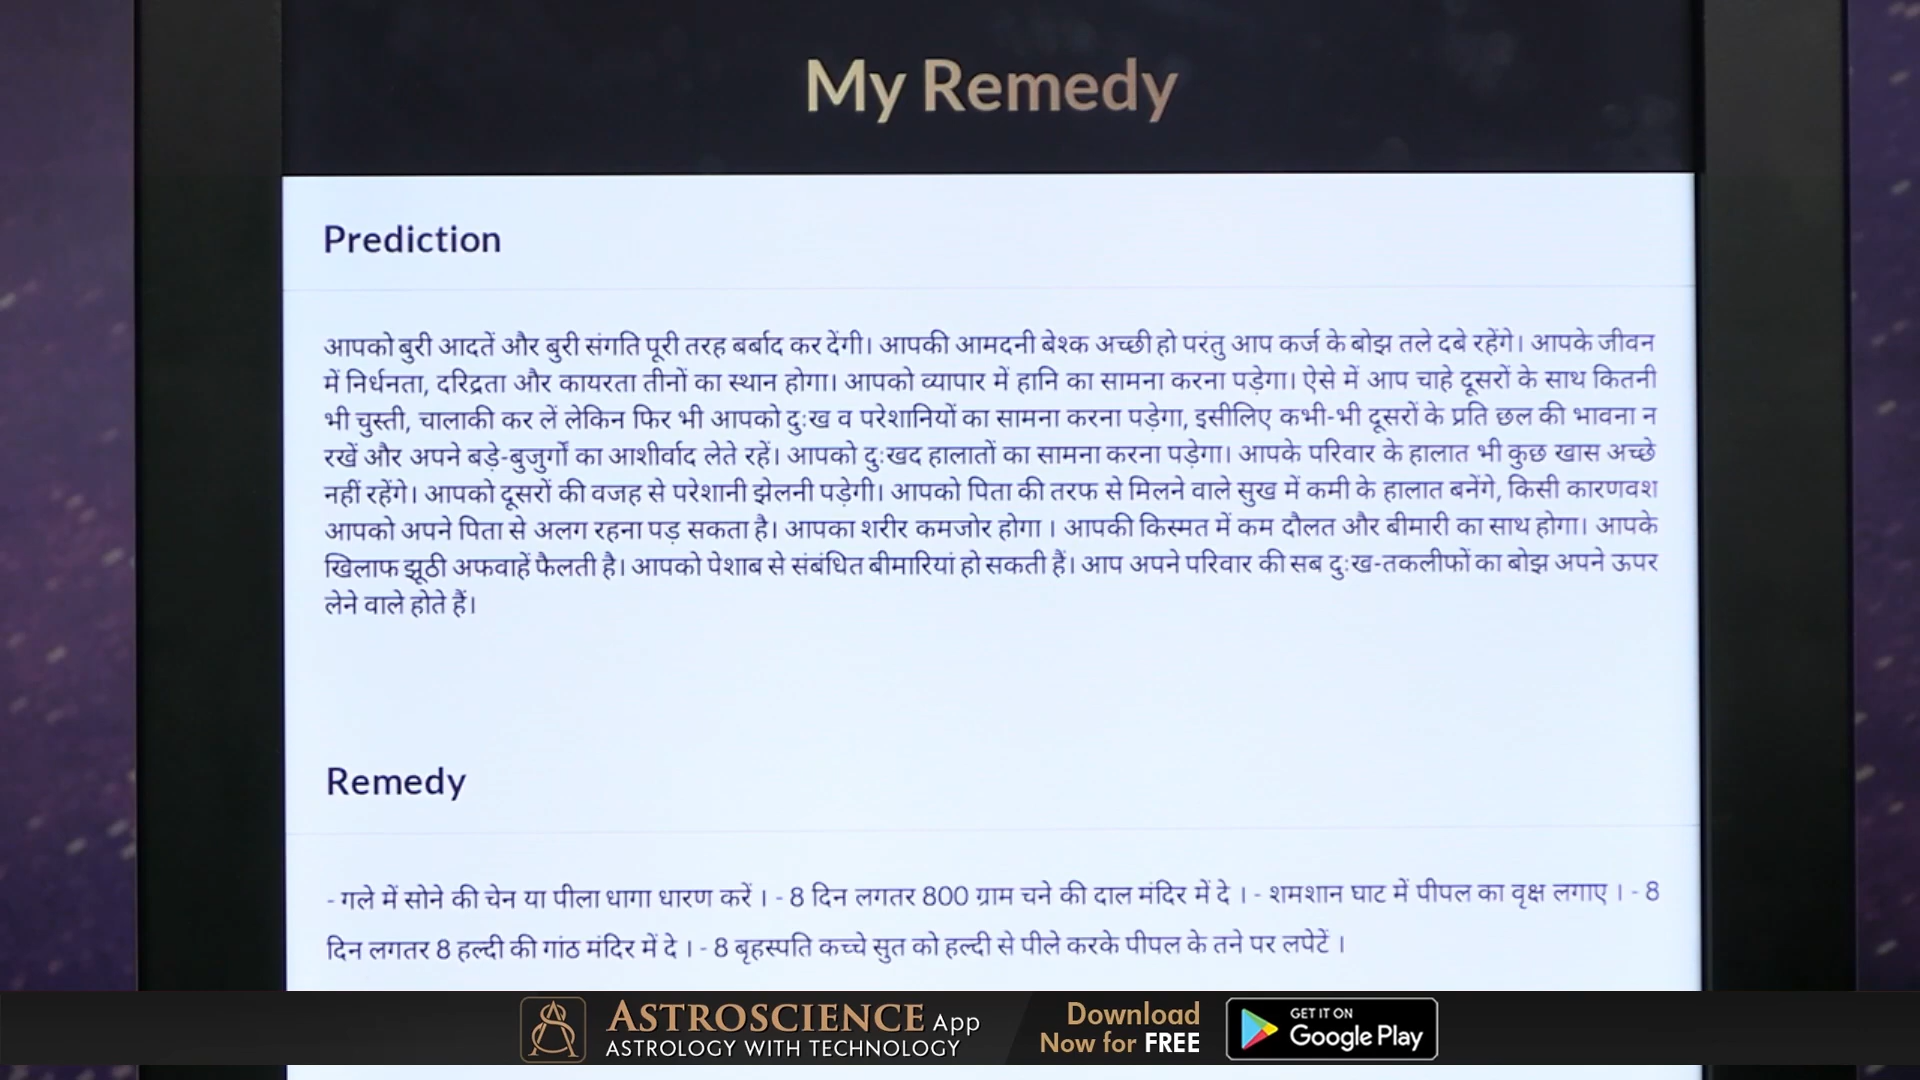 My Remedy
Prediction
आपको बुरी आदतें और बुरी संगति पूरी तरह बर्बाद कर देंगी। आपकी आमदनी बेश्क अच्छी हो परंतु आप कर्ज के बोझ तले दबे रहेंगे। आपके जीवन
में निर्धनता, दरिद्रता और कायरता तीनों का स्थान होगा। आपको व्यापार में हानि का सामना करना पड़ेगा। ऐसे में आप चाहे दूसरों के साथ कितनी
भी चुस्ती, चालाकी कर लें लेकिन फिर भी आपको दुःख व परेशानियों का सामना करना पड़ेगा, इसीलिए कभी-भी दूसरों के प्रति छल की भावना न
रखें और अपने बड़े-बुजुर्गों का आशीर्वाद लेते रहें। आपको दुःखद हालातों का सामना करना पड़ेगा। आपके परिवार के हालात भी कुछ खास अच्छे
नहीं रहेंगे। आपको दूसरों की वजह से परेशानी झेलनी पड़ेगी। आपको पिता की तरफ से मिलने वाले सुख में कमी के हालात बनेंगे, किसी कारणवश
आपको अपने पिता से अलग रहना पड़ सकता है। आपका शरीर कमजोर होगा । आपकी किस्मत में कम दौलत और बीमारी का साथ होगा। आपके
खिलाफ झूठी अफवाहें फैलती है। आपको पेशाब से संबंधित बीमारियां हो सकती हैं। आप अपने परिवार की सब दुःख-तकलीफों का बोझ अपने ऊपर
लेने वाले होते हैं।
Remedy
- गले में सोने की चेन या पीला धागा धारण करें । - 8 दिन लगतर 800 ग्राम चने की दाल मंदिर में दे । - शमशान घाट में पीपल का वृक्ष लगाए । - 8
दिन लगतर 8 हल्दी की गांठ मंदिर में दे । - 8 बृहस्पति कच्चे सुत को हल्दी से पीले करके पीपल के तने पर लपेटें ।
ASTROSCIENCE App
ASTROLOGY WITH TECHNOLOGY
Download
Now for FREE
GET IT ON
Google Play